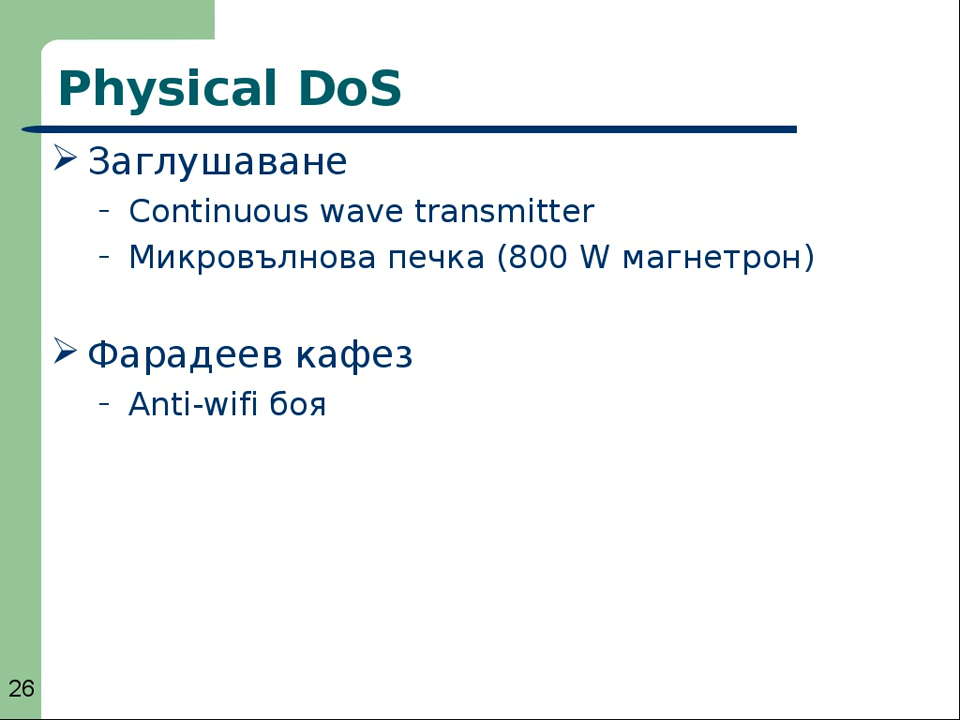 Physical DoS
Заглушаване
– Continuous wave transmitter
– Микровълнова печка (800 W магнетрон)
Фарадеев кафез
– Anti-wifi боя
26